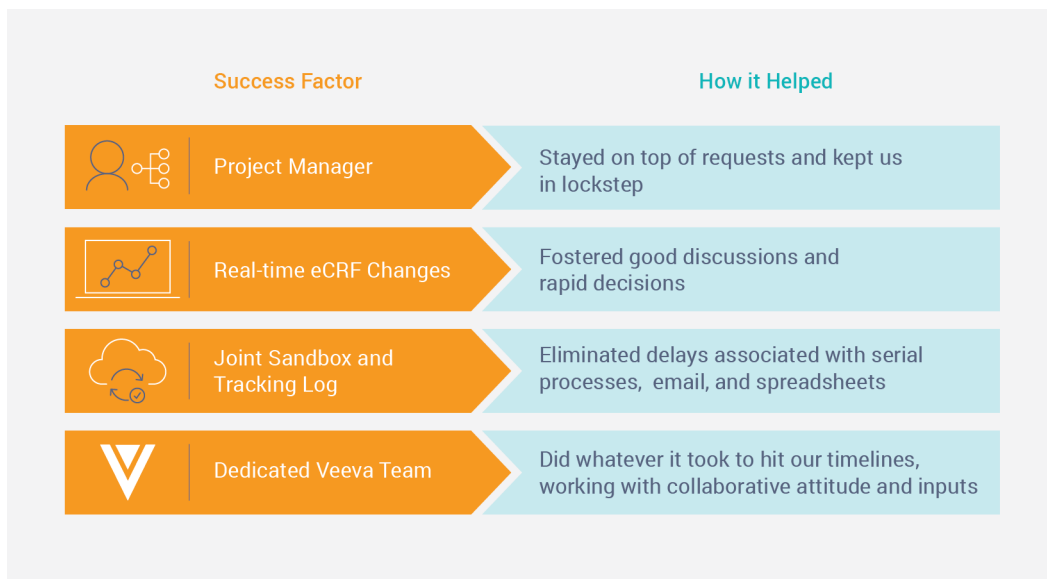 Success Factor
How it Helped
Project Manager
Stayed on top of requests and kept us
in lockstep
Real-time eCRF Changes
Fostered good discussions and
rapid decisions
Joint Sandbox and
Tracking Log
Eliminated delays associated with serial
processes,  email, and spreadsheets
Dedicated Veeva Team
Did whatever it took to hit our timelines,
working with collaborative attitude and inputs